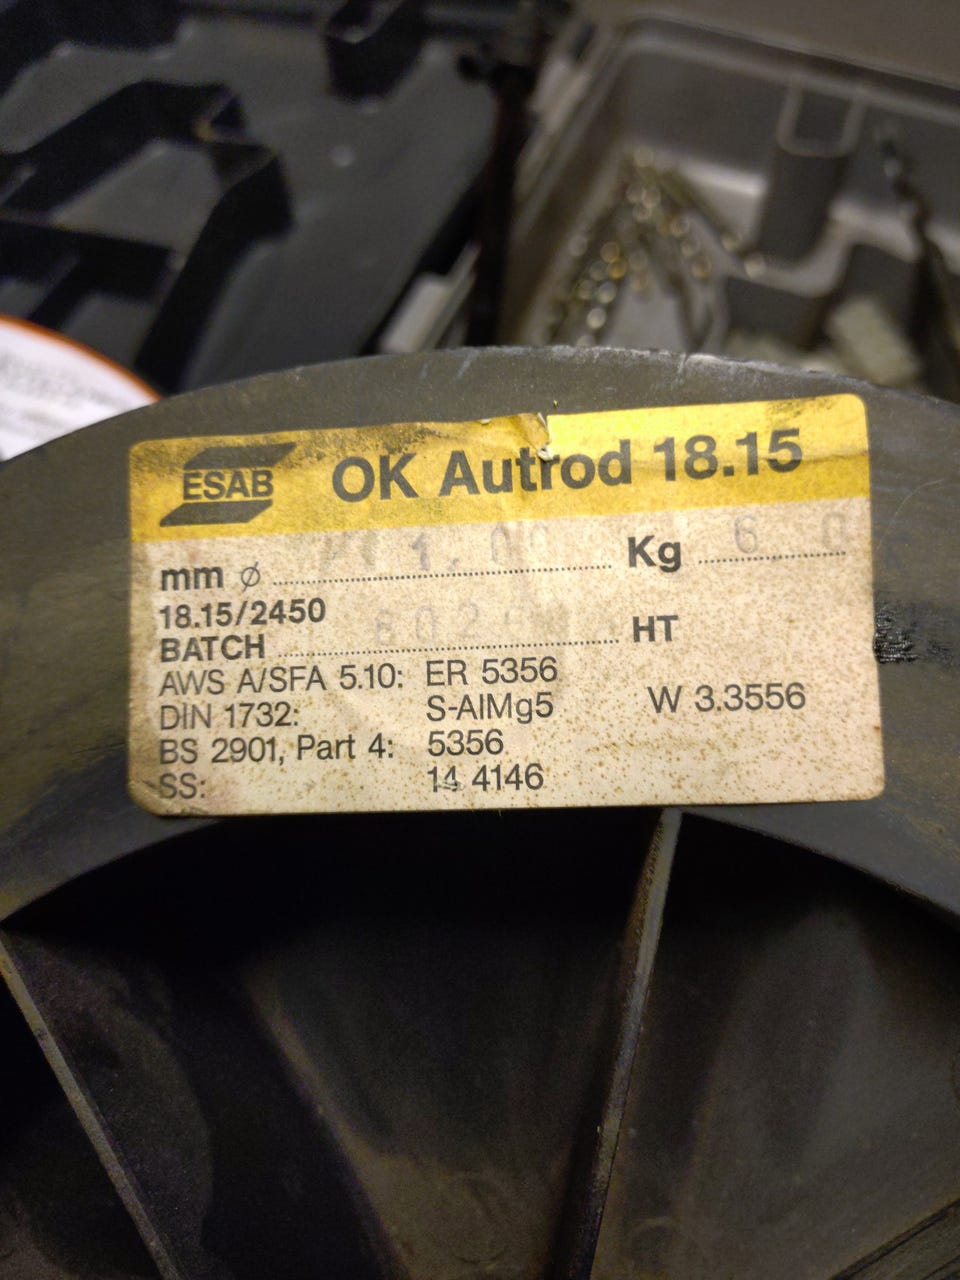 ESAB OK Autrod 18.15
mm ø 1,00 Kg 6 0
18.15/2450
BATCH HT
AWS A/SFA 5.10: ER 5356
DIN 1732: S-AlMg5 W 3.3556
BS 2901, Part 4: 5356
SS: 14 4146